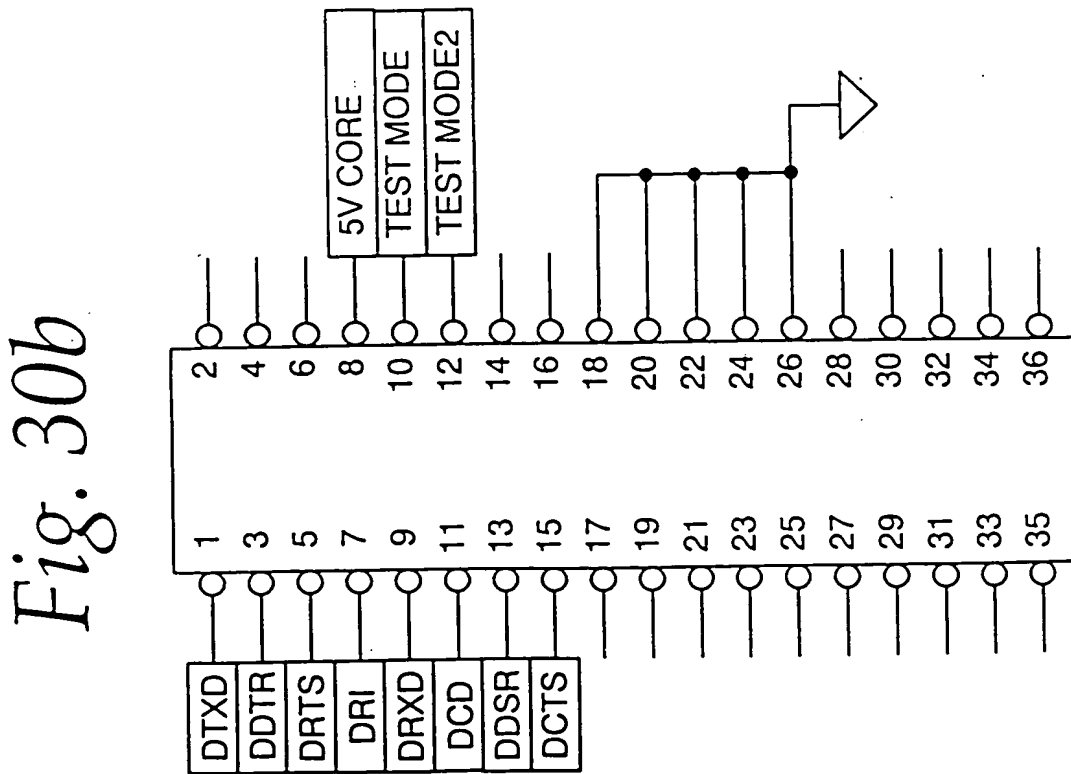 Fig. 30b
DTXD 1 2
DDTR 3 4
DRTS 5 6
DRI 7 8 5V CORE
DRXD 9 10 TEST MODE
DCD 11 12 TEST MODE2
DDSR 13 14
DCTS 15 16
17 18
19 20
21 22
23 24
25 26
27 28
29 30
31 32
33 34
35 36